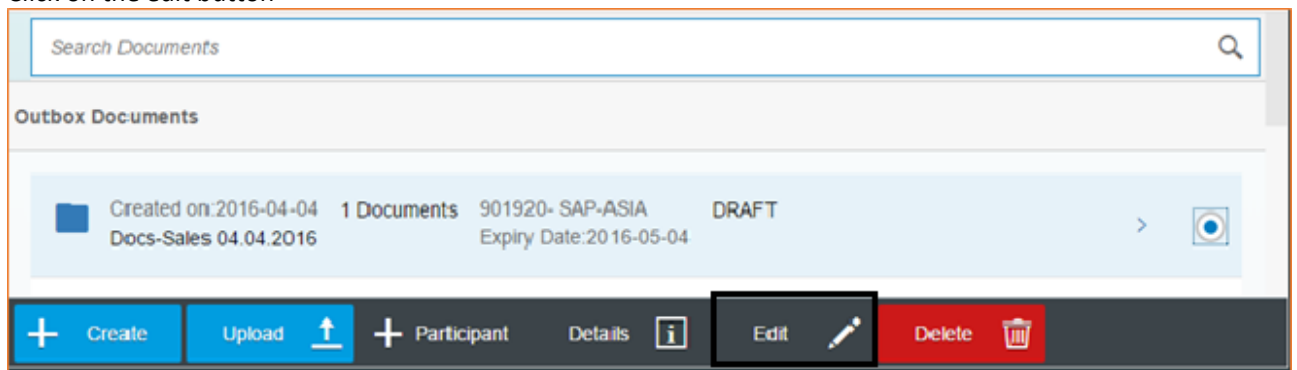 Click on the edit button
Search Documents
Outbox Documents
Created on:2016-04-04 1 Documents 901920- SAP-ASIA DRAFT
Docs-Sales 04.04.2016 Expiry Date:2016-05-04
+ Create Upload + Participant Details i Edit Delete